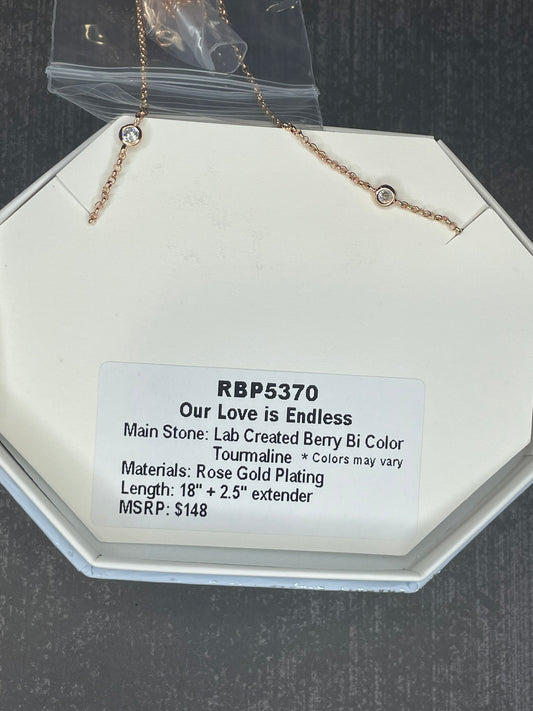 RBP5370
Our Love is Endless
Main Stone: Lab Created Berry Bi Color
Tourmaline * Colors may vary
Materials: Rose Gold Plating
Length: 18" + 2.5" extender
MSRP: $148